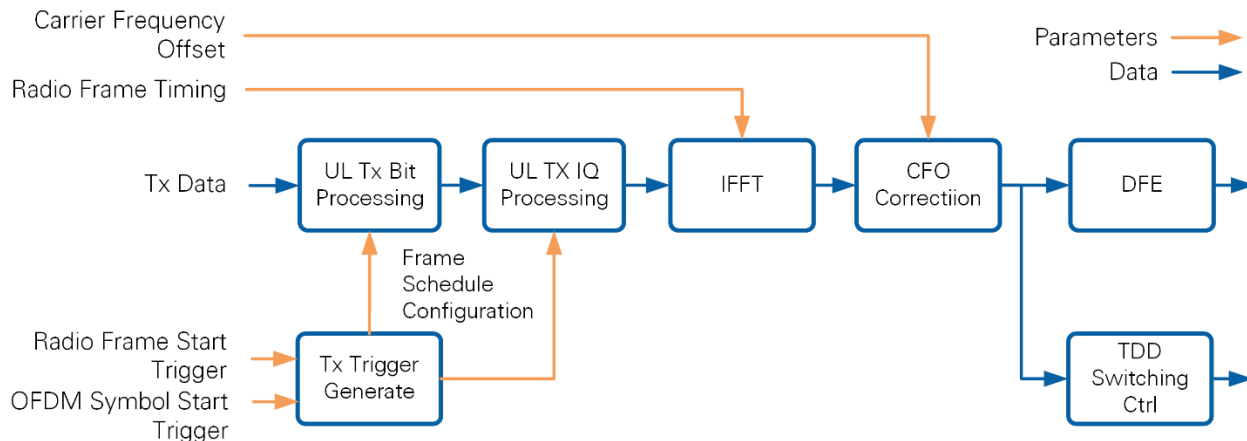 Carrier Frequency
Offset
Parameters
Data
Radio Frame Timing
Tx Data
UL Tx Bit
Processing
UL TX IQ
Processing
IFFT
CFO
Correctiion
DFE
Frame
Schedule
Configuration
Radio Frame Start
Trigger
OFDM Symbol Start
Trigger
Tx Trigger
Generate
TDD
Switching
Ctrl